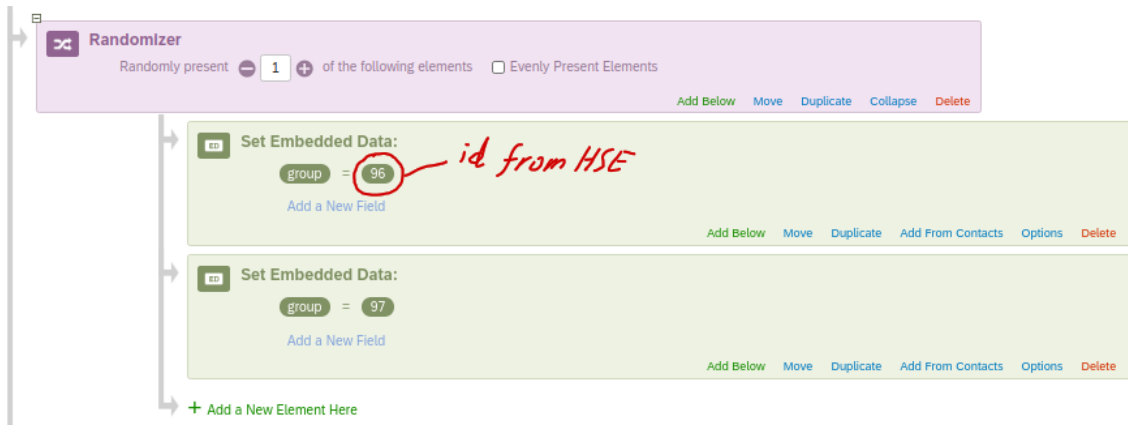 Randomizer
Randomly present 1 of the following elements Evenly Present Elements
Add Below Move Duplicate Collapse Delete
ED Set Embedded Data:
group = 96
id from HSE
Add a New Field
Add Below Move Duplicate Add From Contacts Options Delete
ED Set Embedded Data:
group = 97
Add a New Field
Add Below Move Duplicate Add From Contacts Options Delete
+ Add a New Element Here